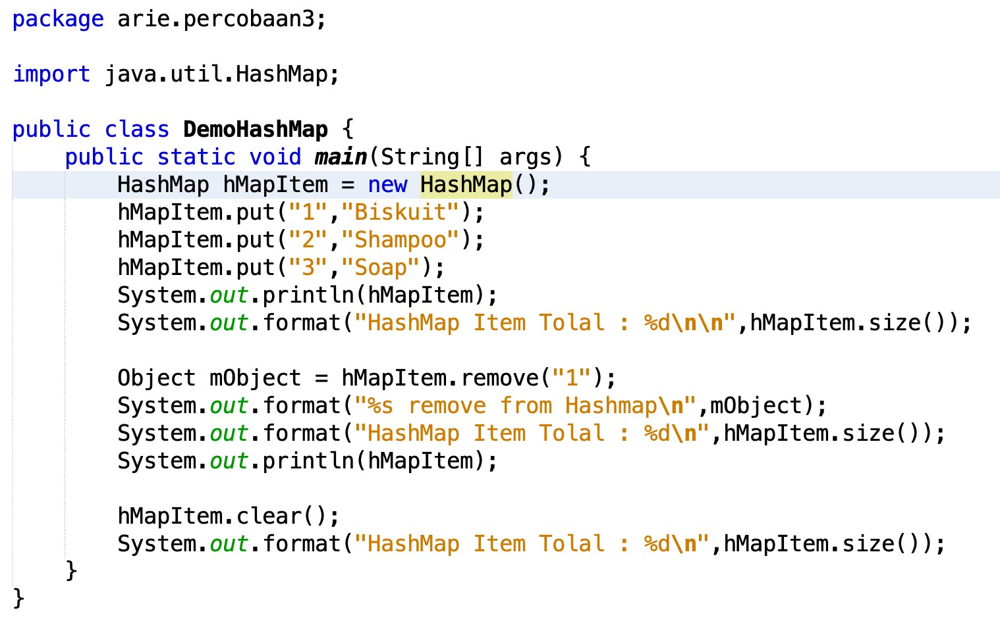 package arie.percobaan3;
import java.util.HashMap;
public class DemoHashMap {
    public static void main(String[] args) {
        HashMap hMapItem = new HashMap();
        hMapItem.put("1","Biskuit");
        hMapItem.put("2","Shampoo");
        hMapItem.put("3","Soap");
        System.out.println(hMapItem);
        System.out.format("HashMap Item Tolal : %d\n\n",hMapItem.size());
        Object mObject = hMapItem.remove("1");
        System.out.format("%s remove from Hashmap\n",mObject);
        System.out.format("HashMap Item Tolal : %d\n",hMapItem.size());
        System.out.println(hMapItem);
        hMapItem.clear();
        System.out.format("HashMap Item Tolal : %d\n",hMapItem.size());
    }
}